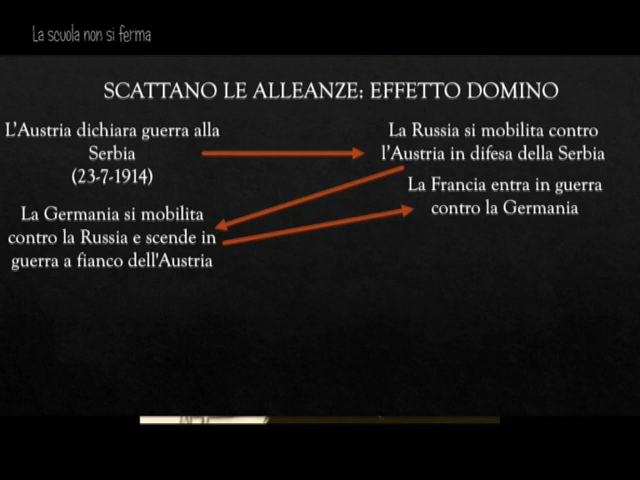 La scuola non si ferma
SCATTANO LE ALLEANZE: EFFETTO DOMINO
L'Austria dichiara guerra alla
Serbia
(23-7-1914)
La Russia si mobilita contro
l'Austria in difesa della Serbia
La Germania si mobilita
contro la Russia e scende in
guerra a fianco dell'Austria
La Francia entra in guerra
contro la Germania